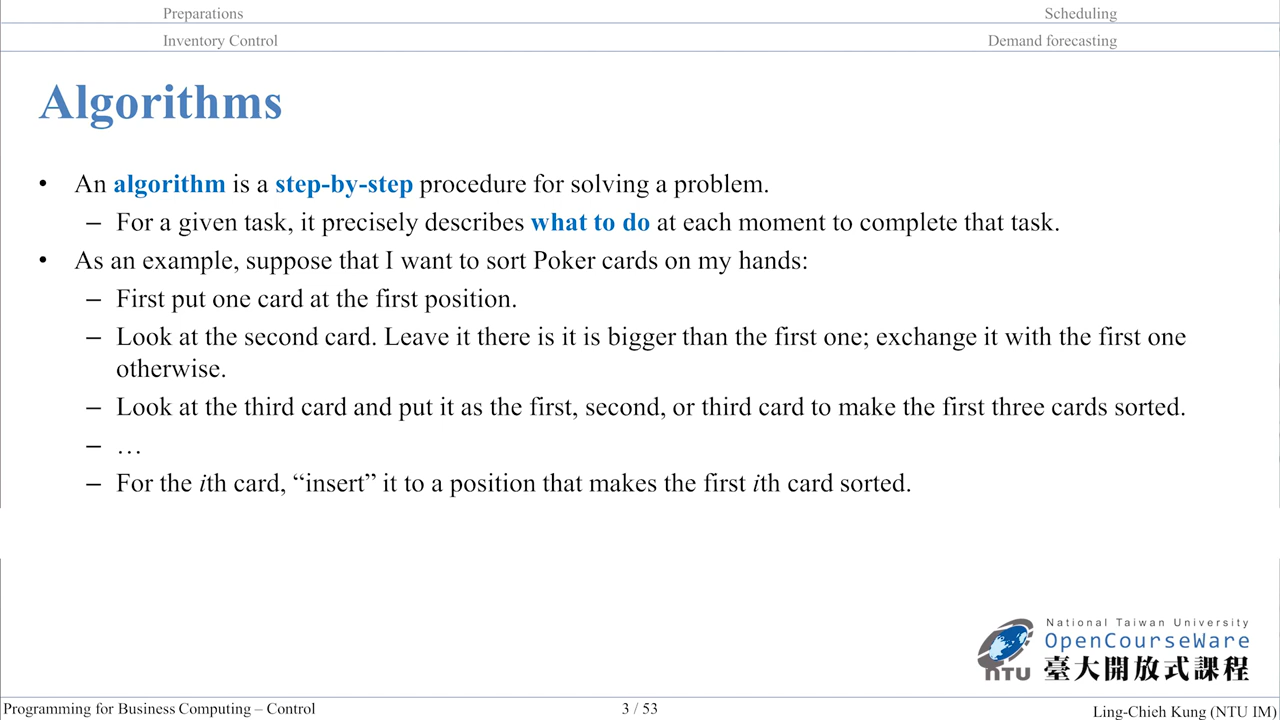 Preparations
Scheduling
Inventory Control
Demand forecasting
Algorithms
• An algorithm is a step-by-step procedure for solving a problem.
– For a given task, it precisely describes what to do at each moment to complete that task.
• As an example, suppose that I want to sort Poker cards on my hands:
– First put one card at the first position.
– Look at the second card. Leave it there is it is bigger than the first one; exchange it with the first one
otherwise.
– Look at the third card and put it as the first, second, or third card to make the first three cards sorted.
– …
– For the ith card, “insert” it to a position that makes the first ith card sorted.
National Taiwan University
OpenCourseWare
臺大開放式課程
NTU
Programming for Business Computing – Control
3 / 53
Ling-Chieh Kung (NTU IM)